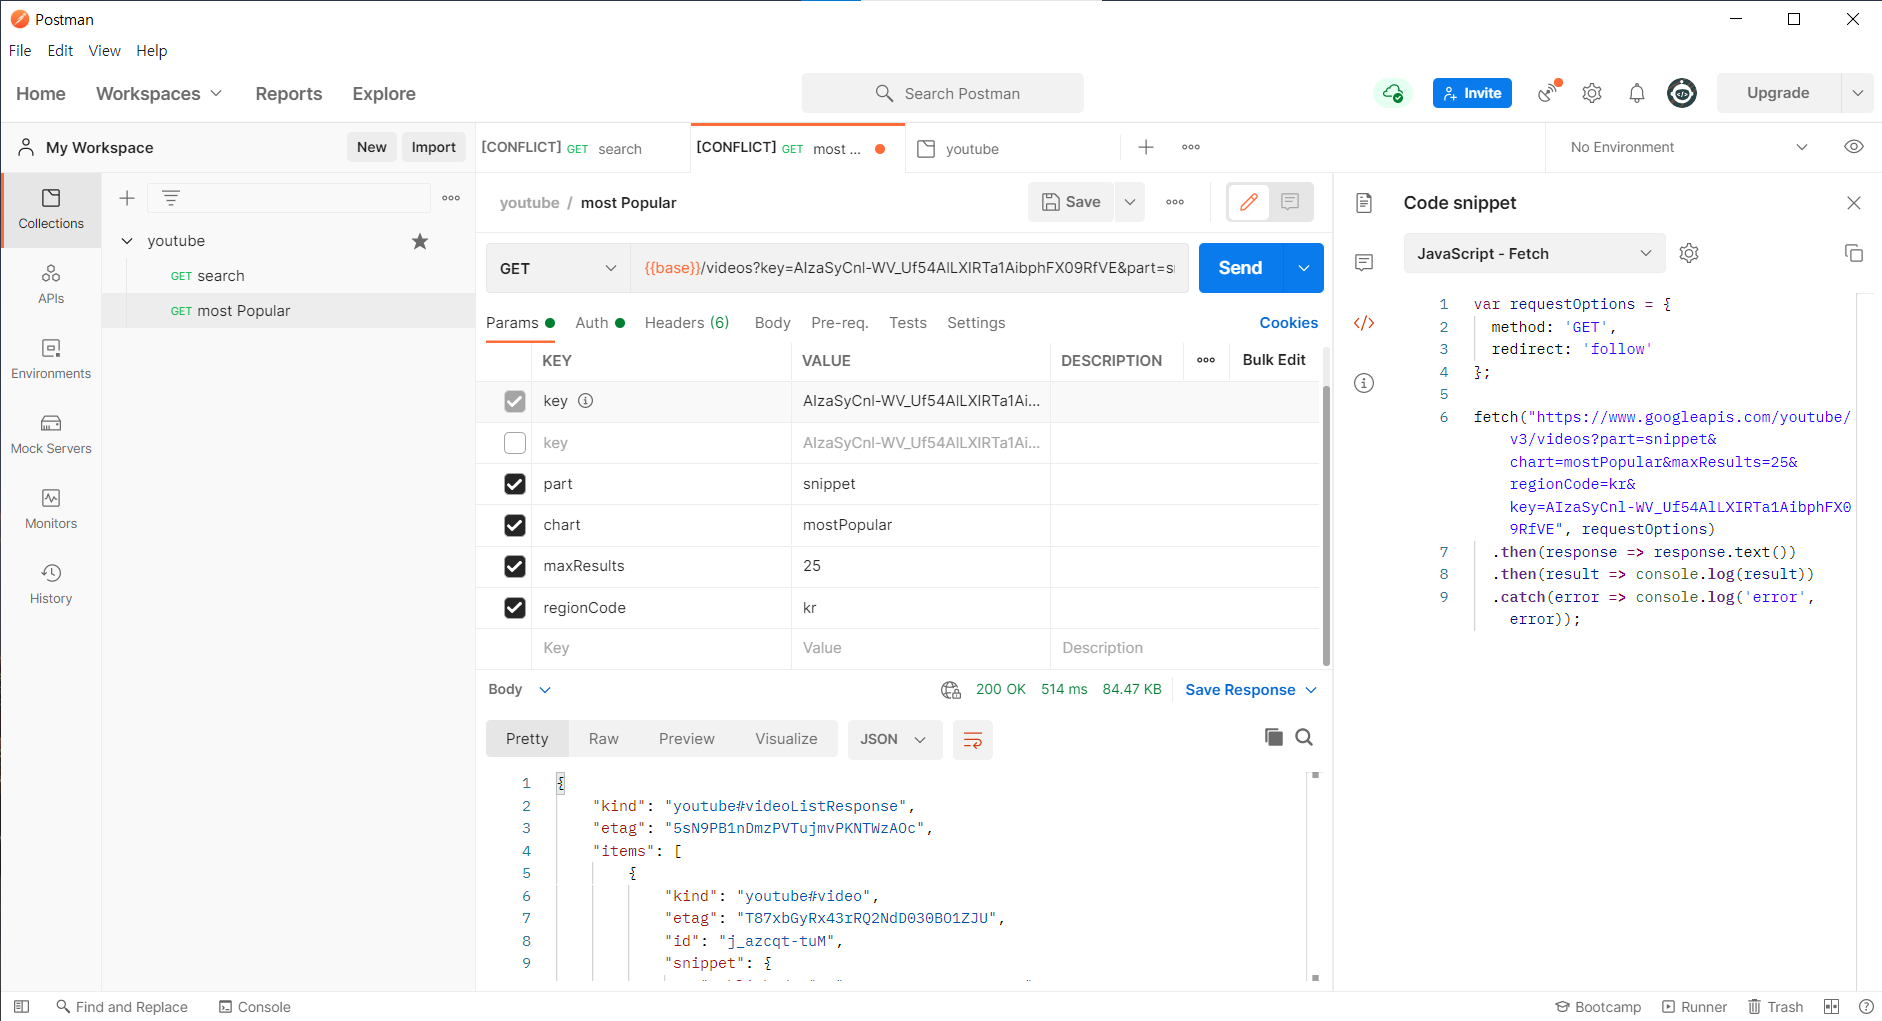 Postman
File Edit View Help
Home Workspaces Reports Explore
Search Postman
Invite
Upgrade
My Workspace
New Import
[CONFLICT] GET search
[CONFLICT] GET most ...
youtube
No Environment
Collections
APIs
Environments
Mock Servers
Monitors
History
youtube
GET search
GET most Popular
youtube / most Popular
Save
GET
{{base}}/videos?key=AIzaSyCnl-WV_Uf54AlLXIRTa1AibphFX09RfVE&part=s
Send
Params Auth Headers (6) Body Pre-req. Tests Settings
Cookies
KEY VALUE DESCRIPTION ooo Bulk Edit
key AIzaSyCnl-WV_Uf54AlLXIRTa1Ai...
key AIzaSyCnl-WV_Uf54AlLXIRTa1Ai...
part snippet
chart mostPopular
maxResults 25
regionCode kr
Key Value Description
Body
200 OK 514 ms 84.47 KB Save Response
Pretty Raw Preview Visualize JSON
1 {
2 "kind": "youtube#videoListResponse",
3 "etag": "5sN9PB1nDmzPVTujmvPKNTWzAOc",
4 "items": [
5 {
6 "kind": "youtube#video",
7 "etag": "T87xbGyRx43rRQ2NdD030BO1ZJU",
8 "id": "j_azcqt-tuM",
9 "snippet": {
Code snippet
JavaScript - Fetch
1 var requestOptions = {
2 method: 'GET',
3 redirect: 'follow'
4 };
5
6 fetch("https://www.googleapis.com/youtube/
v3/videos?part=snippet&
chart=mostPopular&maxResults=25&
regionCode=kr&
key=AIzaSyCnl-WV_Uf54AlLXIRTa1AibphFX0
9RfVE", requestOptions)
7 .then(response => response.text())
8 .then(result => console.log(result))
9 .catch(error => console.log('error',
error));
Find and Replace Console
Bootcamp Runner Trash